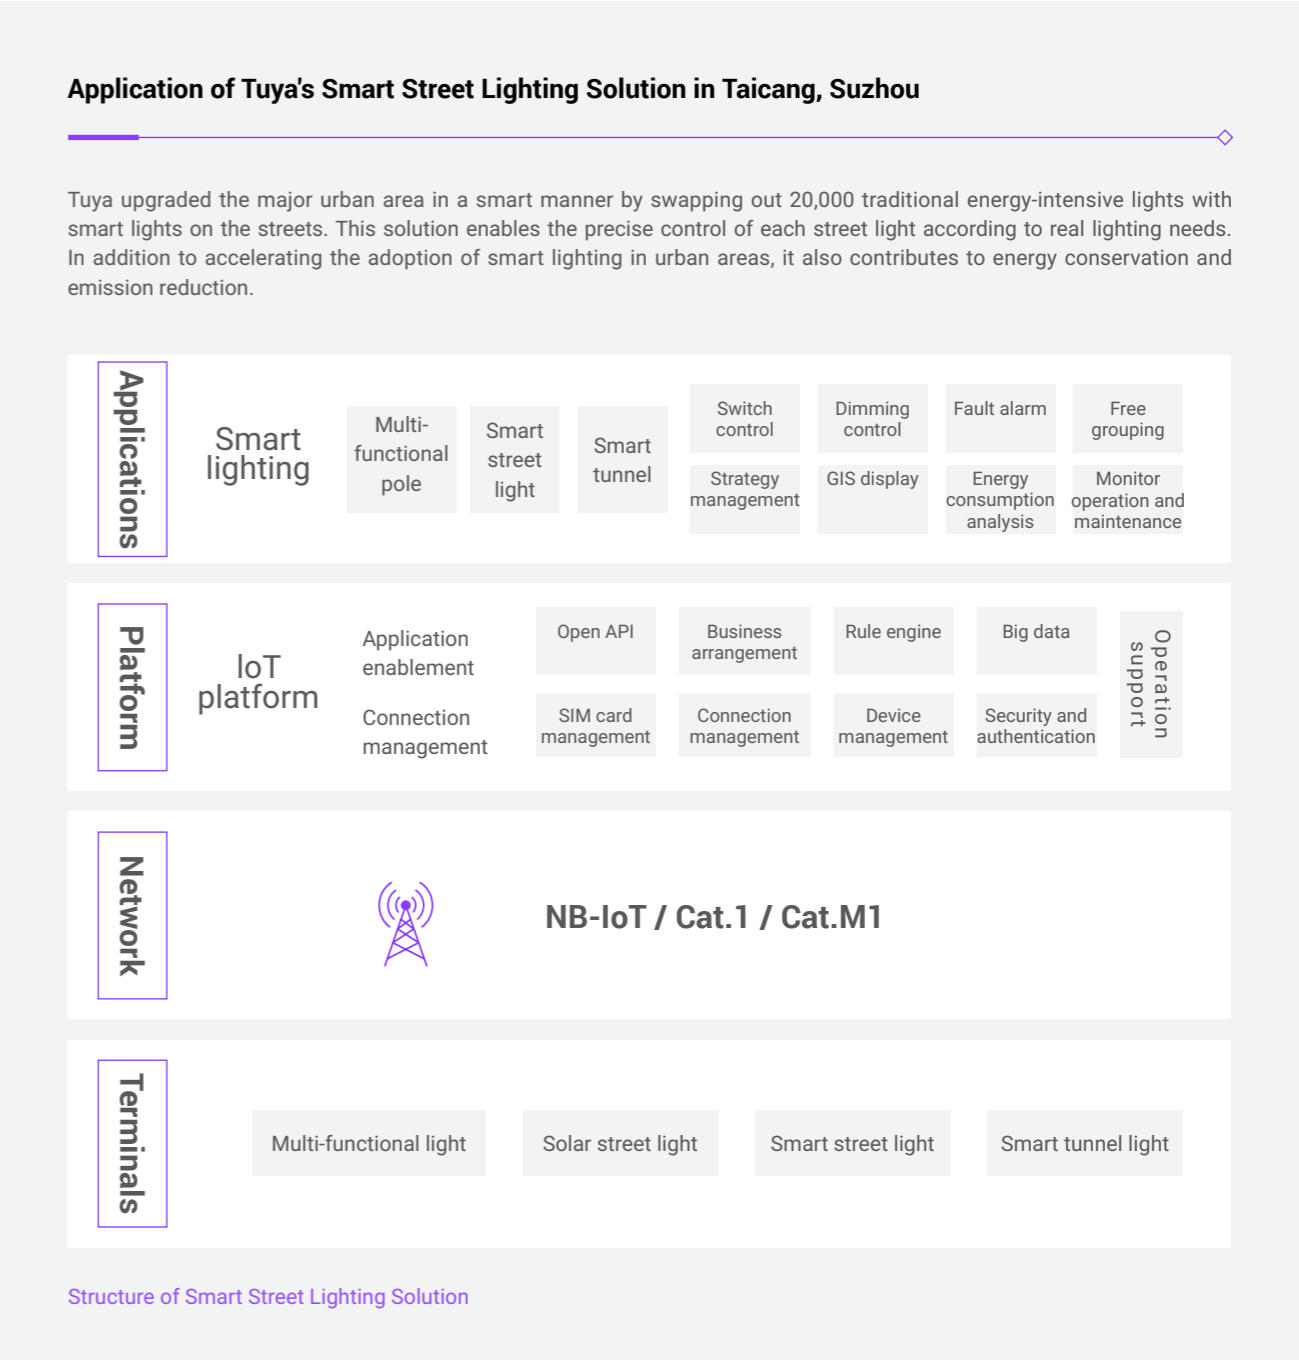 Application of Tuya's Smart Street Lighting Solution in Taicang, Suzhou
Tuya upgraded the major urban area in a smart manner by swapping out 20,000 traditional energy-intensive lights with
smart lights on the streets. This solution enables the precise control of each street light according to real lighting needs.
In addition to accelerating the adoption of smart lighting in urban areas, it also contributes to energy conservation and
emission reduction.
Applications
Smart
lighting
Multi-
functional
pole
Smart
street
light
Smart
tunnel
Switch
control
Dimming
control
Fault alarm
Free
grouping
Strategy
management
GIS display
Energy
consumption
analysis
Monitor
operation and
maintenance
Platform
IoT
platform
Application
enablement
Open API
Business
arrangement
Rule engine
Big data
Connection
management
SIM card
management
Connection
management
Device
management
Security and
authentication
Operation
support
Network
NB-IoT / Cat.1 / Cat.M1
Terminals
Multi-functional light
Solar street light
Smart street light
Smart tunnel light
Structure of Smart Street Lighting Solution